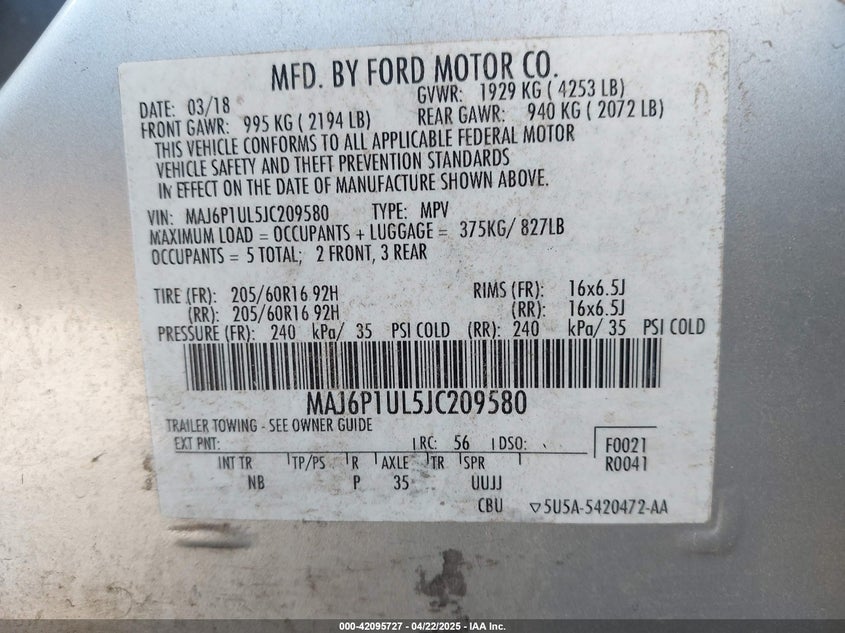 MFD. BY FORD MOTOR CO.
DATE: 03/18 GVWR: 1929 KG ( 4253 LB)
FRONT GAWR: 995 KG ( 2194 LB) REAR GAWR: 940 KG ( 2072 LB)
THIS VEHICLE CONFORMS TO ALL APPLICABLE FEDERAL MOTOR
VEHICLE SAFETY AND THEFT PREVENTION STANDARDS
IN EFFECT ON THE DATE OF MANUFACTURE SHOWN ABOVE.
VIN: MAJ6P1UL5JC209580 TYPE: MPV
MAXIMUM LOAD = OCCUPANTS + LUGGAGE = 375KG/ 827LB
OCCUPANTS = 5 TOTAL; 2 FRONT, 3 REAR
TIRE (FR): 205/60R16 92H RIMS (FR): 16x6.5J
(RR): 205/60R16 92H (RR): 16x6.5J
PRESSURE (FR): 240 kPa/ 35 PSI COLD (RR): 240 kPa/ 35 PSI COLD
MAJ6P1UL5JC209580
TRAILER TOWING - SEE OWNER GUIDE
EXT PNT: RC: 56 DSO: F0021
R0041
INT TR TP/PS R AXLE TR SPR
NB P 35 UUJJ
CBU ▽5U5A-5420472-AA
000-42095727 - 04/22/2025 - IAA Inc.